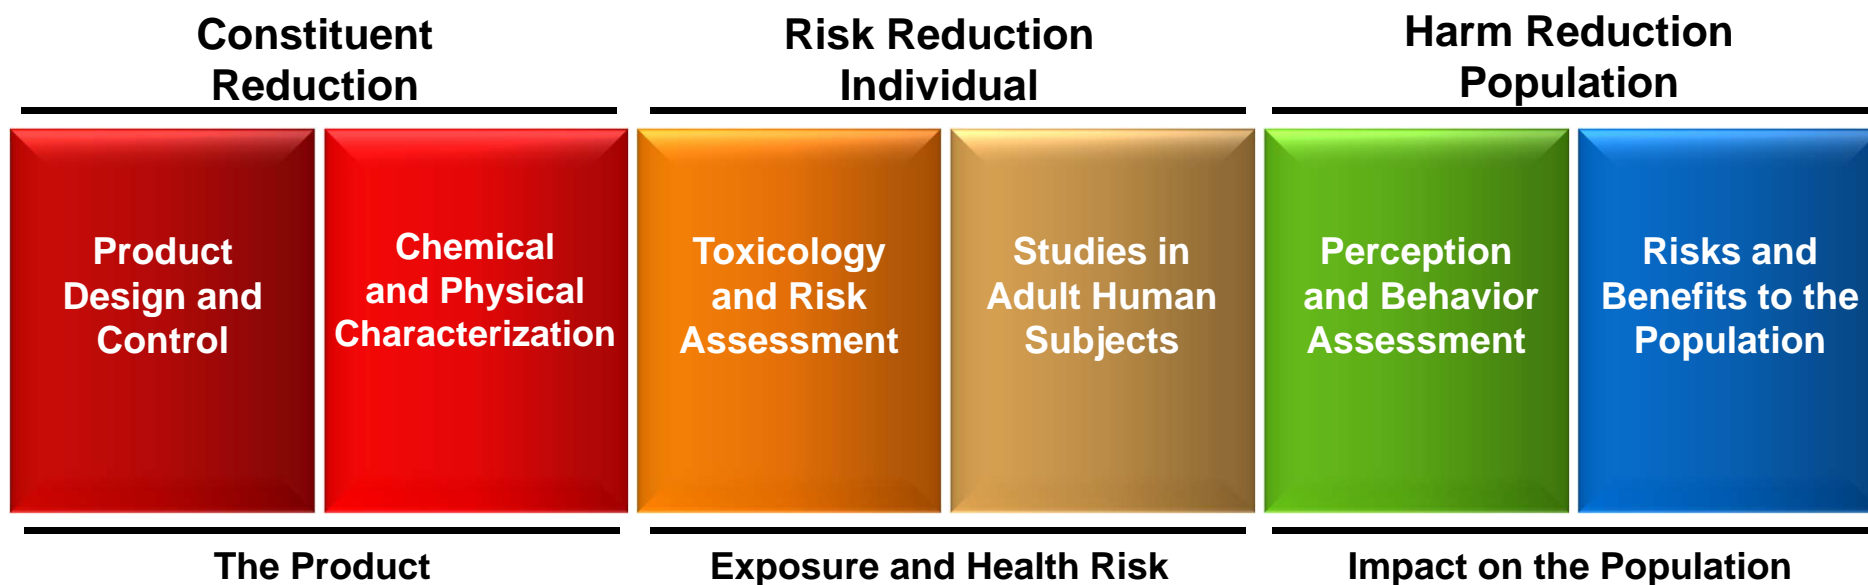 Constituent
Reduction
Risk Reduction
Individual
Harm Reduction
Population
Product
Design and
Control
Chemical
and Physical
Characterization
Toxicology
and Risk
Assessment
Studies in
Adult Human
Subjects
Perception
and Behavior
Assessment
Risks and
Benefits to the
Population
The Product
Exposure and Health Risk
Impact on the Population